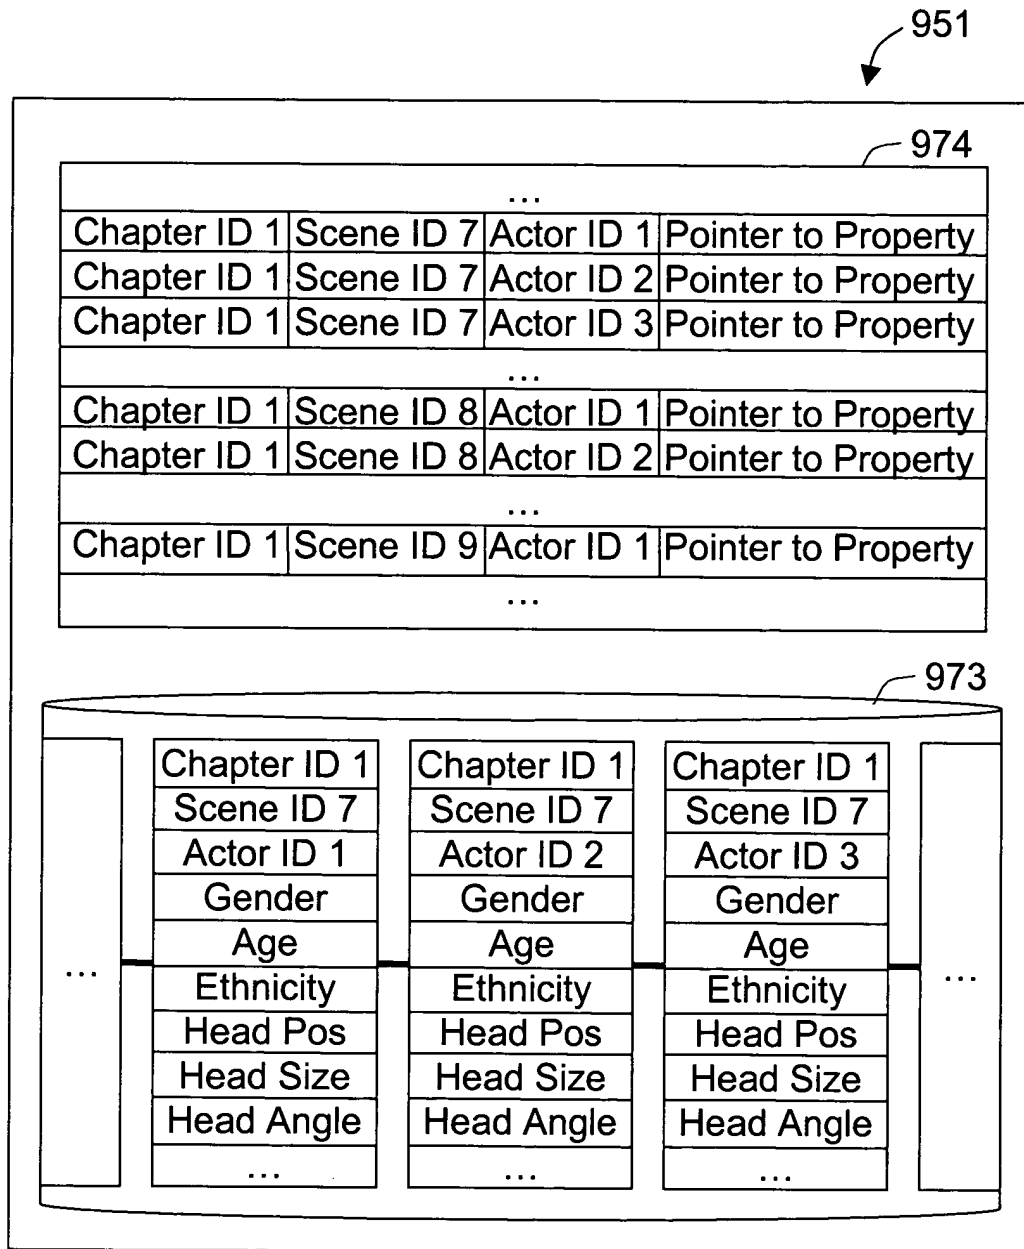 951
974
...
Chapter ID 1 Scene ID 7 Actor ID 1 Pointer to Property
Chapter ID 1 Scene ID 7 Actor ID 2 Pointer to Property
Chapter ID 1 Scene ID 7 Actor ID 3 Pointer to Property
...
Chapter ID 1 Scene ID 8 Actor ID 1 Pointer to Property
Chapter ID 1 Scene ID 8 Actor ID 2 Pointer to Property
...
Chapter ID 1 Scene ID 9 Actor ID 1 Pointer to Property
...
973
Chapter ID 1 Chapter ID 1 Chapter ID 1
Scene ID 7 Scene ID 7 Scene ID 7
Actor ID 1 Actor ID 2 Actor ID 3
Gender Gender Gender
Age Age Age
... ...
Ethnicity Ethnicity Ethnicity
Head Pos Head Pos Head Pos
Head Size Head Size Head Size
Head Angle Head Angle Head Angle
... ... ...